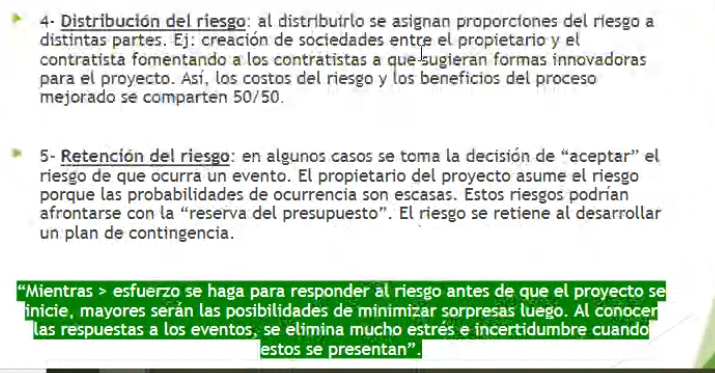 4- Distribución del riesgo: al distribuirlo se asignan proporciones del riesgo a
distintas partes. Ej: creación de sociedades entre el propietario y el
contratista fomentando a los contratistas a que sugieran formas innovadoras
para el proyecto. Así, los costos del riesgo y los beneficios del proceso
mejorado se comparten 50/50.
5- Retención del riesgo: en algunos casos se toma la decisión de “aceptar” el
riesgo de que ocurra un evento. El propietario del proyecto asume el riesgo
porque las probabilidades de ocurrencia son escasas. Estos riesgos podrían
afrontarse con la “reserva del presupuesto”. El riesgo se retiene al desarrollar
un plan de contingencia.
“Mientras > esfuerzo se haga para responder al riesgo antes de que el proyecto se
inicie, mayores serán las posibilidades de minimizar sorpresas luego. Al conocer
las respuestas a los eventos, se elimina mucho estrés e incertidumbre cuando
estos se presentan”.